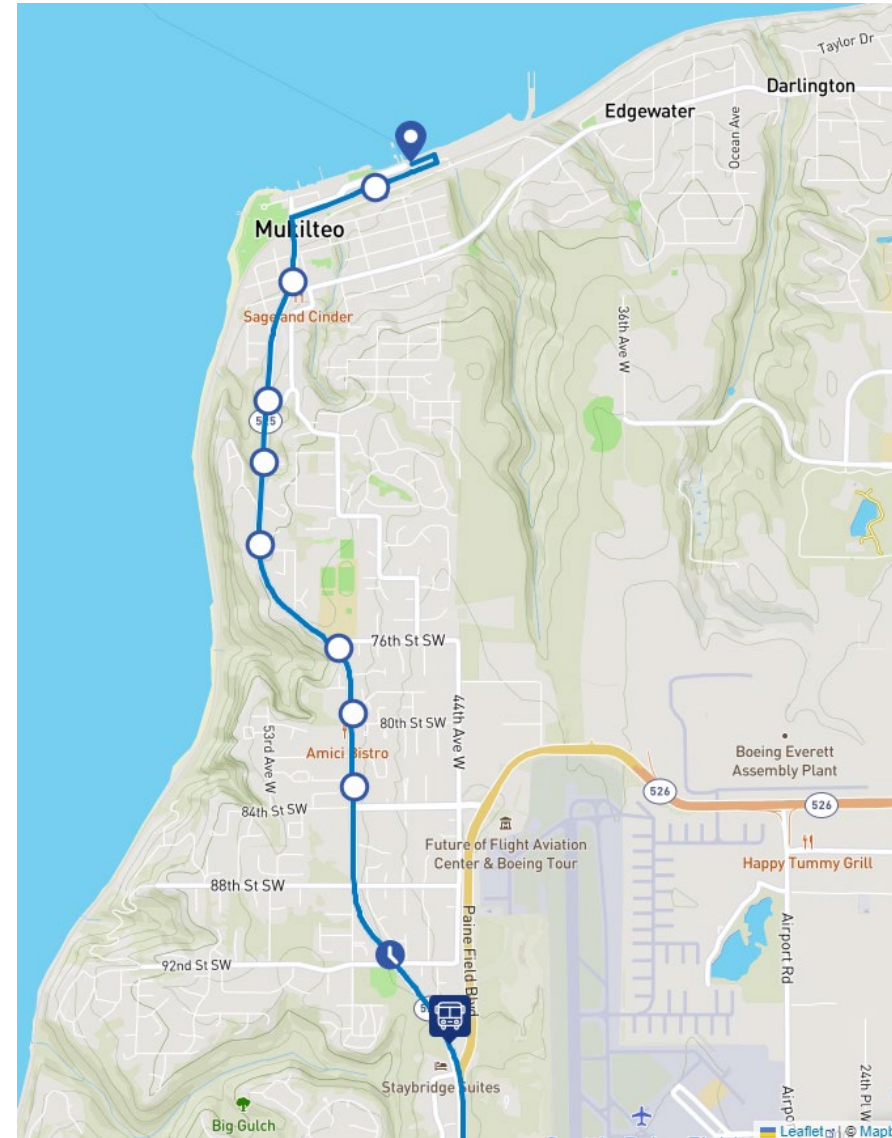 Taylor Dr
Darlington
Edgewater
Ocean Ave
Mukilteo
Sage and Cinder
36th Ave W
525
76th St SW
44th Ave W
80th St SW
53rd Ave W
Amici Bistro
Boeing Everett
Assembly Plant
526
526
84th St SW
Future of Flight Aviation
Center & Boeing Tour
Happy Tummy Grill
88th St SW
Paine Field Blvd
Airport Rd
92nd St SW
Staybridge Suites
24th Pl W
Big Gulch
Leaflet | ©